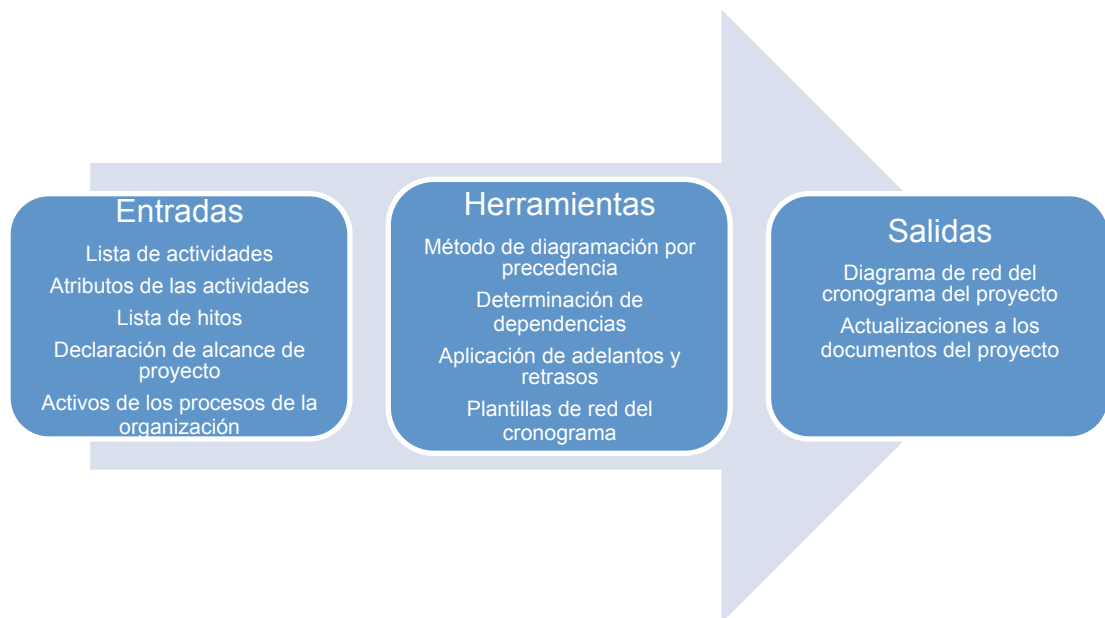 Entradas
Lista de actividades
Atributos de las actividades
Lista de hitos
Declaración de alcance de
proyecto
Activos de los procesos de la
organización
Herramientas
Método de diagramación por
precedencia
Determinación de
dependencias
Aplicación de adelantos y
retrasos
Plantillas de red del
cronograma
Salidas
Diagrama de red del
cronograma del proyecto
Actualizaciones a los
documentos del proyecto